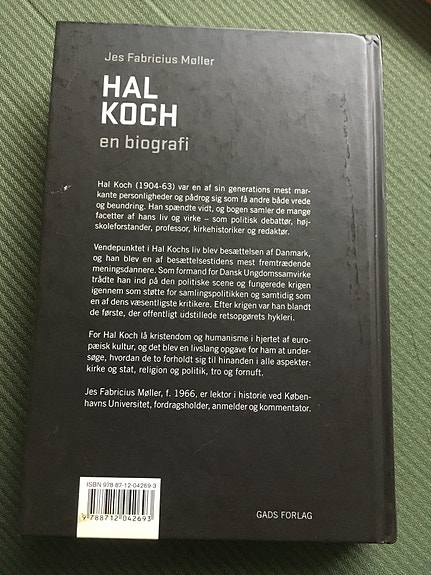 Jes Fabricius Møller
HAL
KOCH
en biografi
Hal Koch (1904-63) var en af sin generations mest mar-
kante personligheder og pådrog sig som få andre både vrede
og beundring. Han spændte vidt, og bogen samler de mange
facetter af hans liv og virke – som politisk debattør, høj-
skoleforstander, professor, kirkehistoriker og redaktør.
Vendepunktet i Hal Kochs liv blev besættelsen af Danmark,
og han blev en af besættelsestidens mest fremtrædende
meningsdannere. Som formand for Dansk Ungdomssamvirke
trådte han ind på den politiske scene og fungerede krigen
igennem som støtte for samlingspolitikken og samtidig som
en af dens væsentligste kritikere. Efter krigen var han blandt
de første, der offentligt udstillede retsopgørets hykleri.
For Hal Koch lå kristendom og humanisme i hjertet af euro-
pæisk kultur, og det blev en livslang opgave for ham at under-
søge, hvordan de to forholdt sig til hinanden i alle aspekter:
kirke og stat, religion og politik, tro og fornuft.
Jes Fabricius Møller, f. 1966, er lektor i historie ved Køben-
havns Universitet, fordragsholder, anmelder og kommentator.
ISBN 978-87-12-04269-3
9 788712 042693
GADS FORLAG